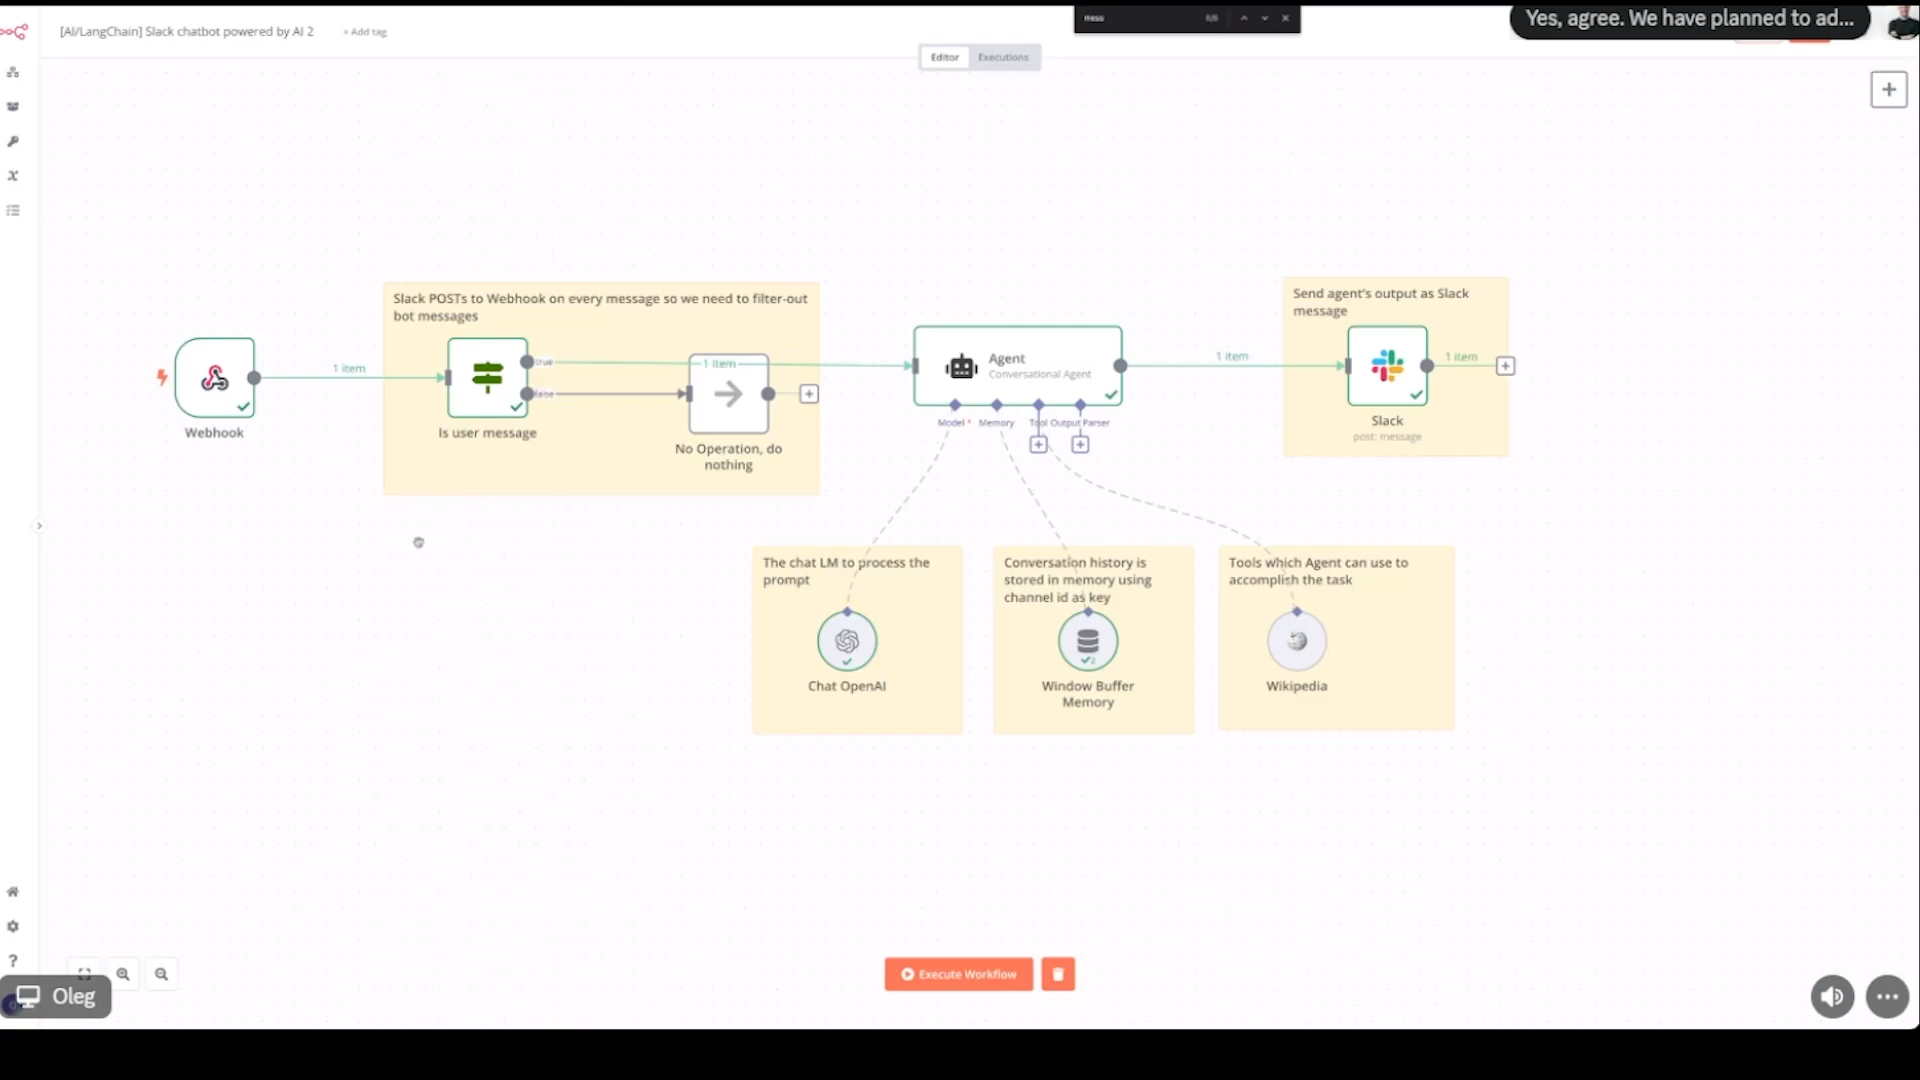 [AI/LangChain] Slack chatbot powered by AI 2
+ Add tag
mess
6/6
Yes, agree. We have planned to ad...
Editor
Executions
Slack POSTs to Webhook on every message so we need to filter-out
bot messages
Send agent's output as Slack
message
1 item
true
false
1 item
Agent
Conversational Agent
1 item
1 item
Webhook
Is user message
No Operation, do
nothing
Model *
Memory
Tool
Output Parser
Slack
post: message
The chat LM to process the
prompt
Conversation history is
stored in memory using
channel id as key
Tools which Agent can use to
accomplish the task
2
Chat OpenAI
Window Buffer
Memory
Wikipedia
Execute Workflow
Oleg